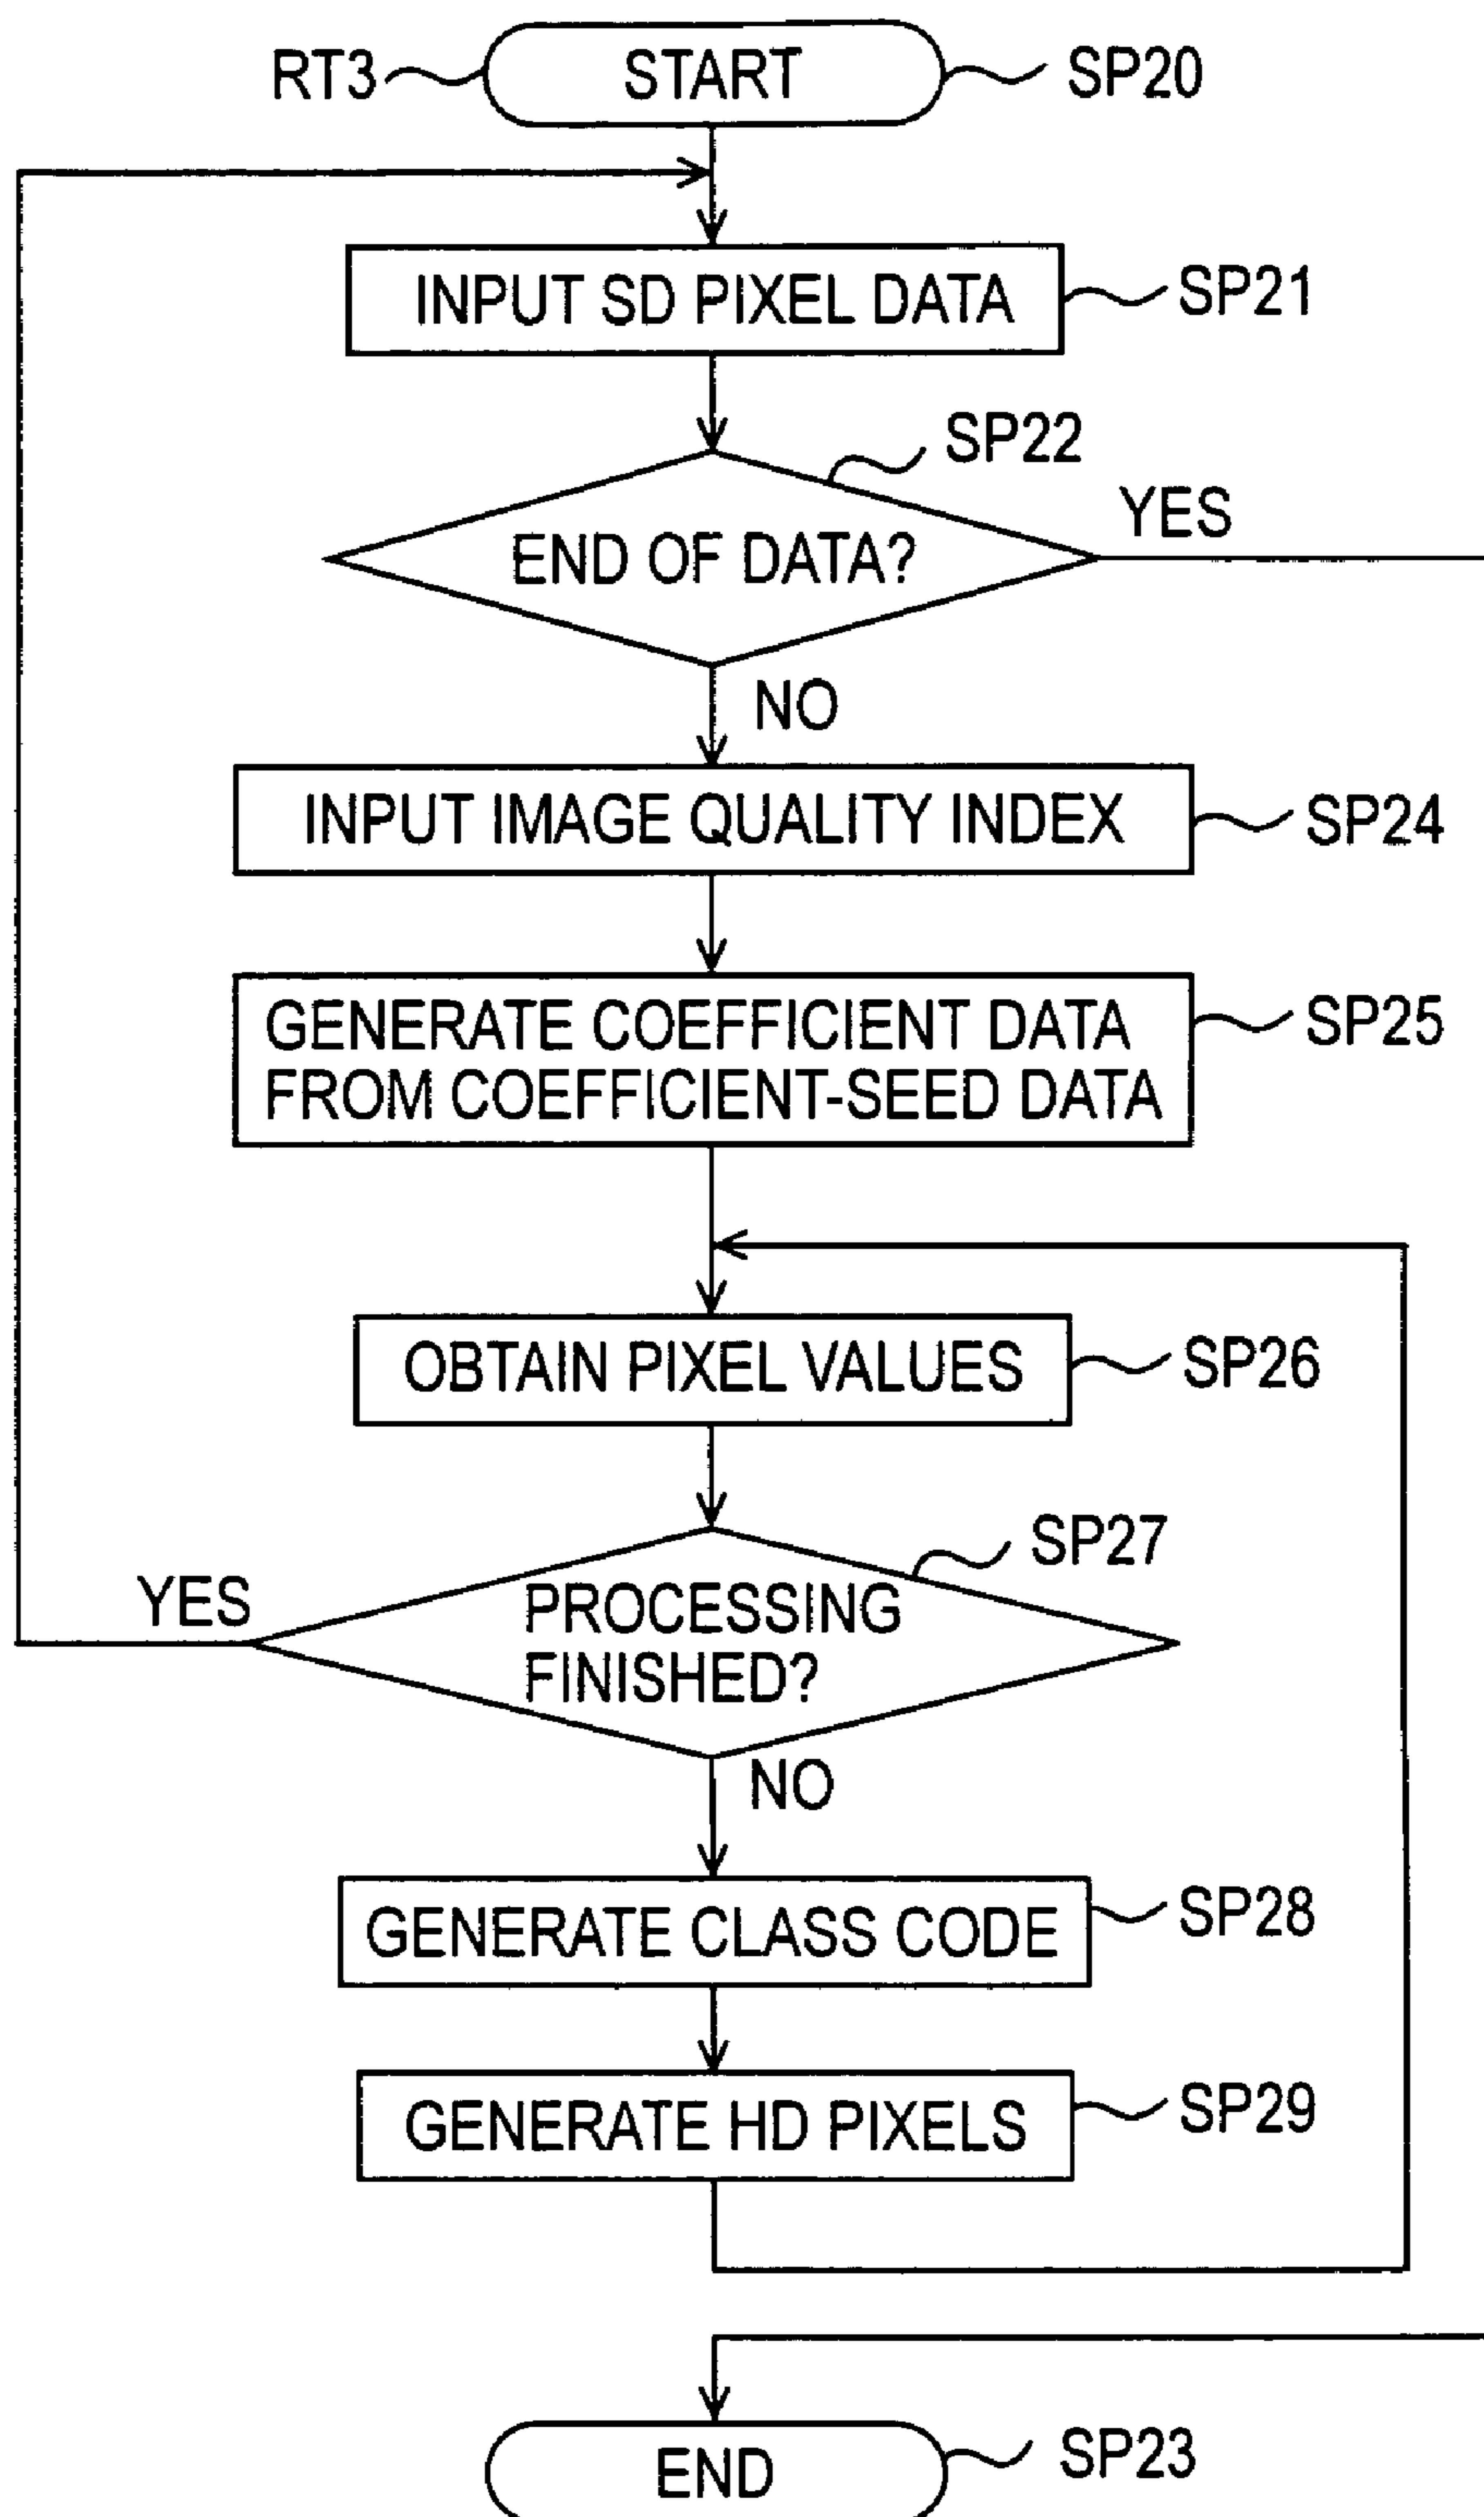 RT3
START
SP20
INPUT SD PIXEL DATA
SP21
SP22
END OF DATA?
YES
NO
INPUT IMAGE QUALITY INDEX
SP24
GENERATE COEFFICIENT DATA
FROM COEFFICIENT-SEED DATA
SP25
OBTAIN PIXEL VALUES
SP26
SP27
PROCESSING
FINISHED?
YES
NO
GENERATE CLASS CODE
SP28
GENERATE HD PIXELS
SP29
END
SP23